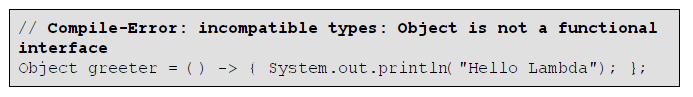 // Compile-Error: incompatible types: Object is not a functional
interface
Object greeter = () -> { System.out.println( "Hello Lambda"); };